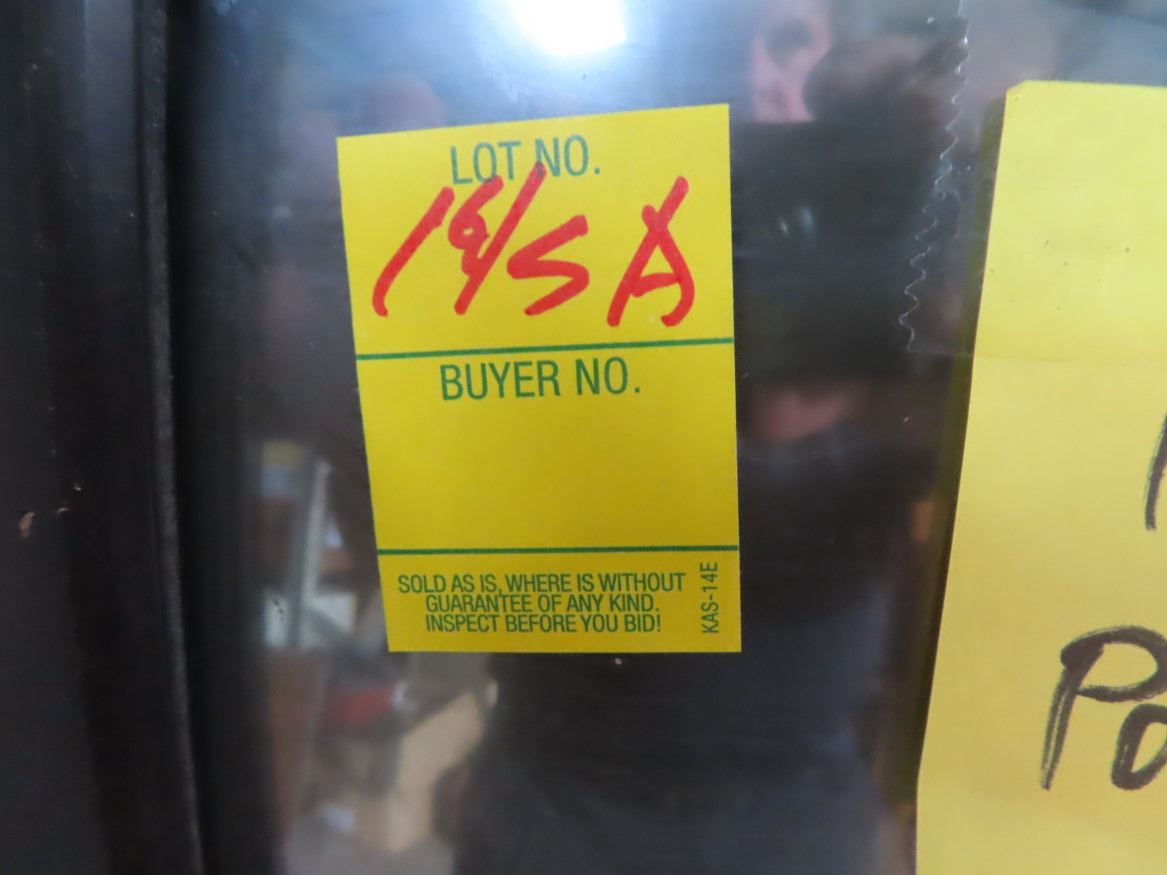 LOT NO.
A
BUYER NO.
SOLD AS IS, WHERE IS WITHOUT
GUARANTEE OF ANY KIND.
INSPECT BEFORE YOU BID!
KAS-14E
Po